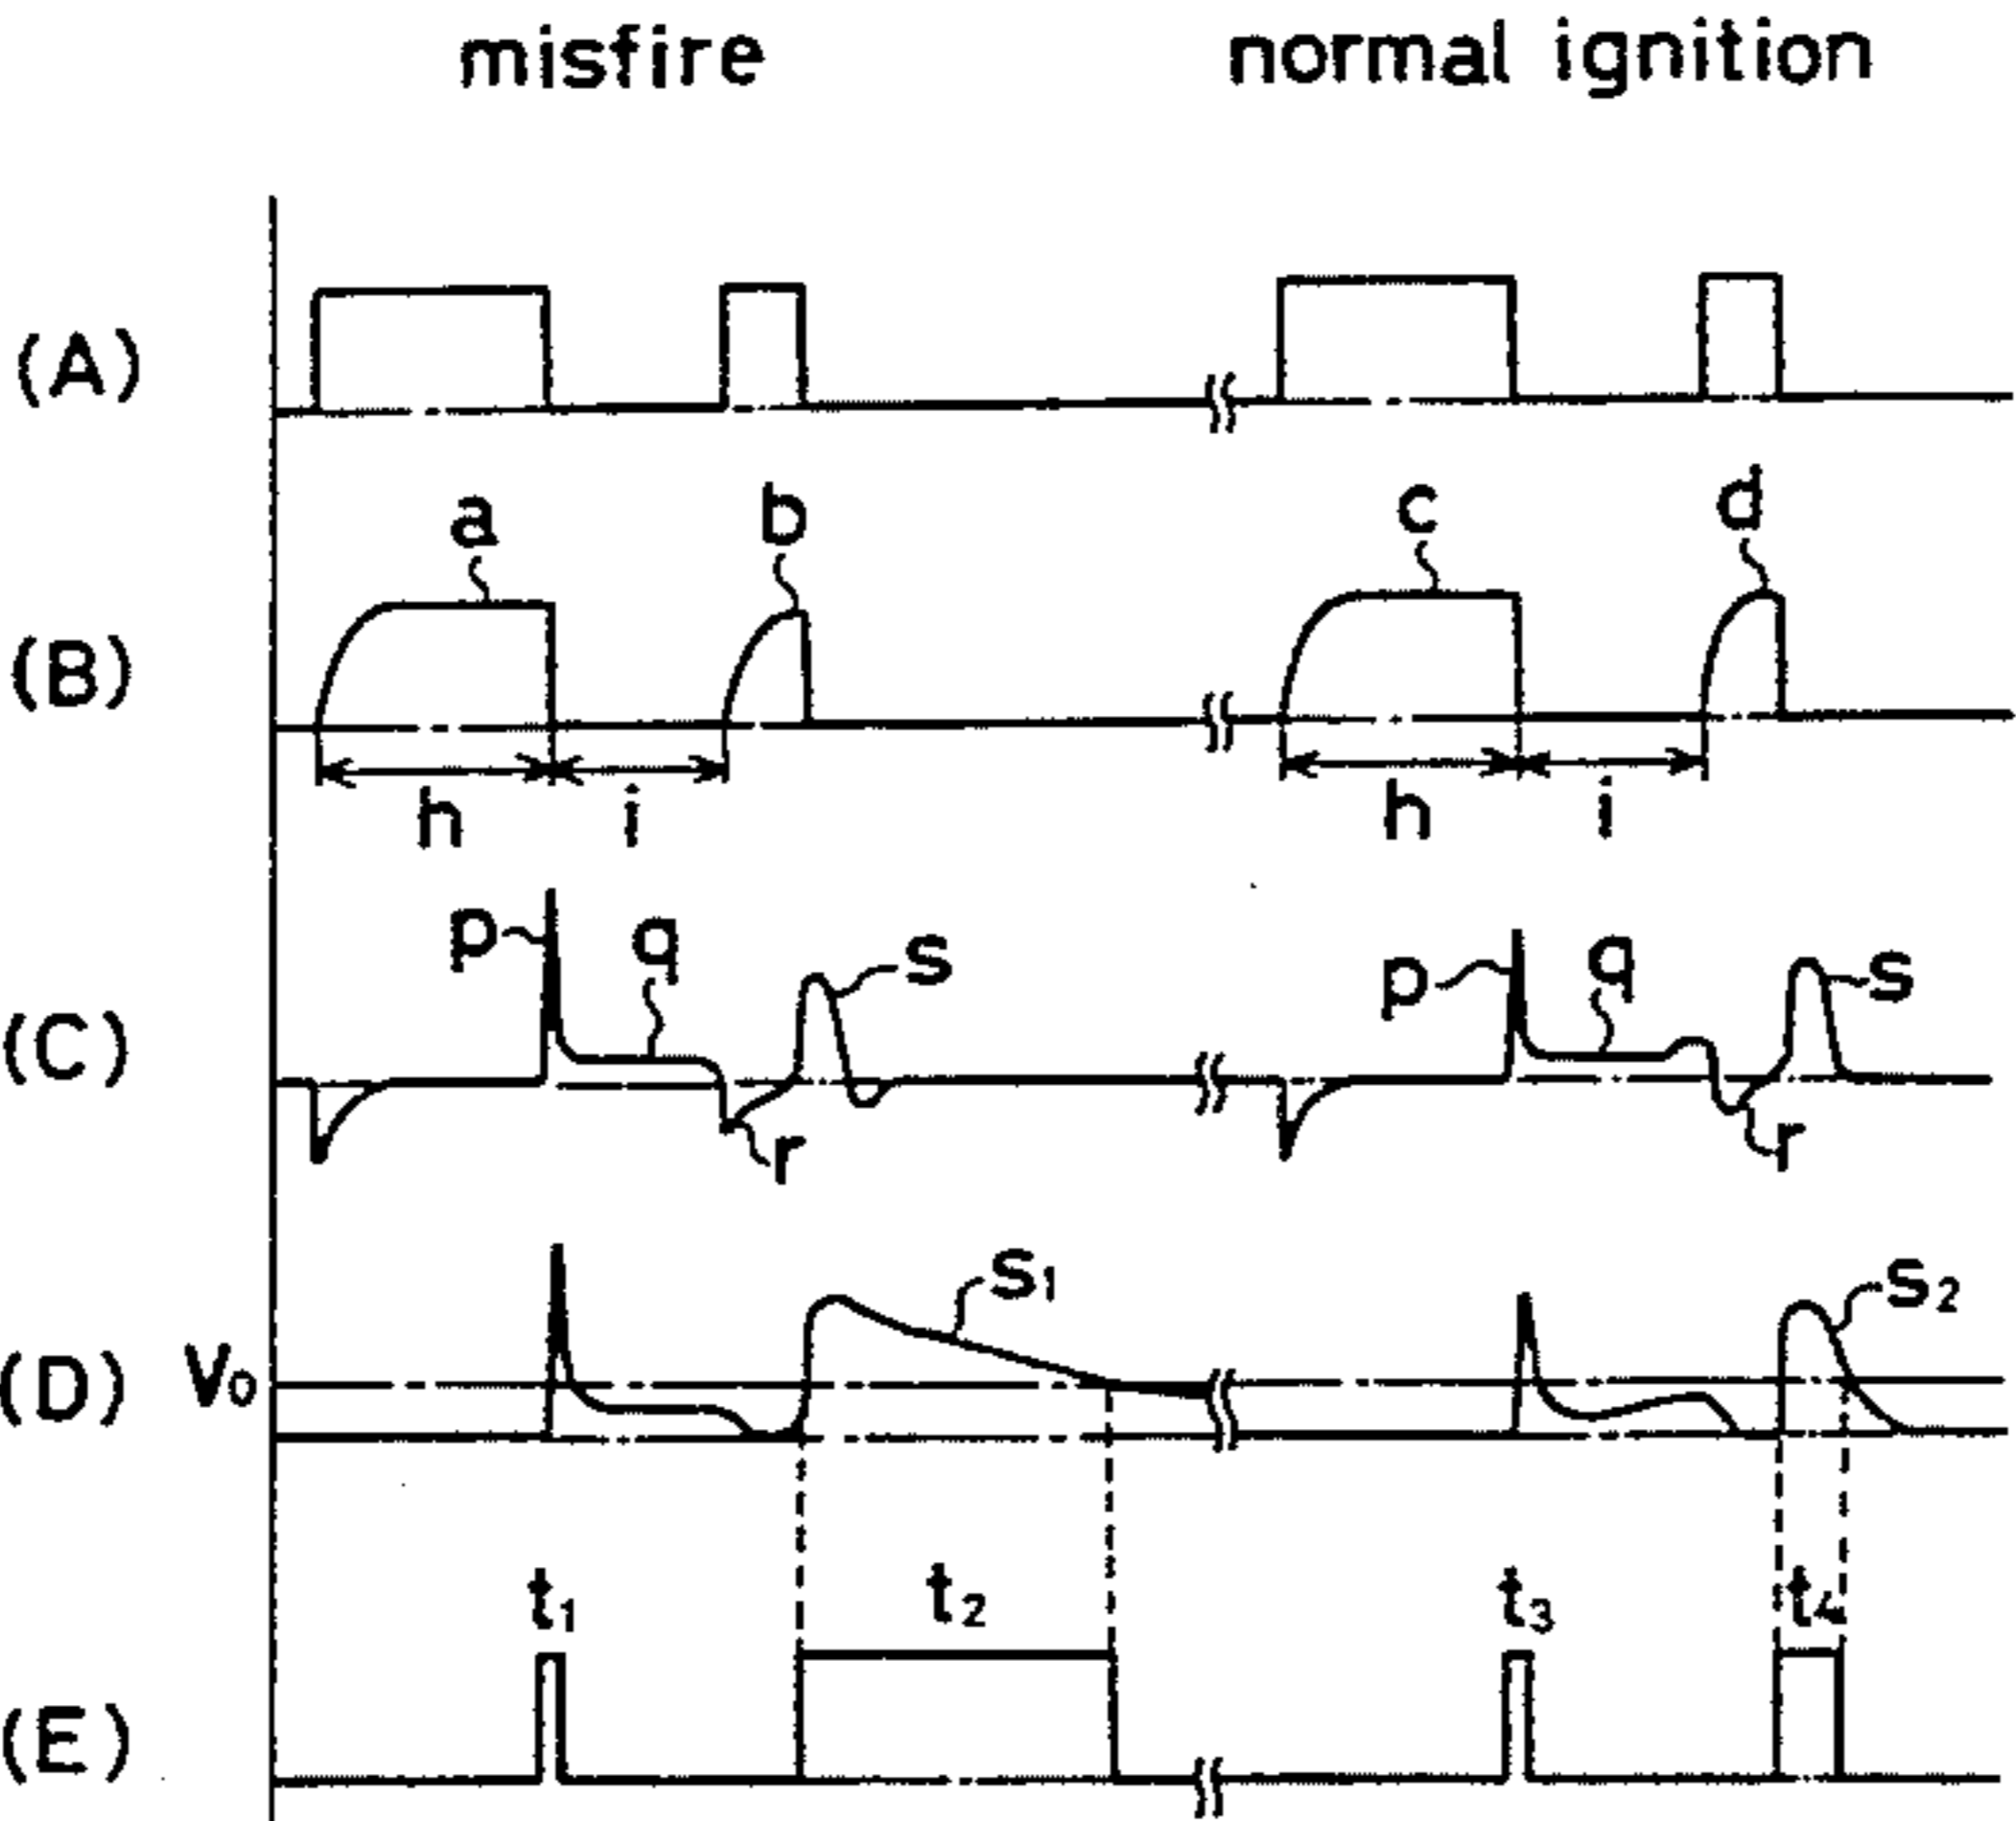 misfire normal ignition
(A)
a b c d
(B)
h i h i
p q s p q s
(C)
r r
s1 s2
(D) V0
t1 t2 t3 t4
(E)